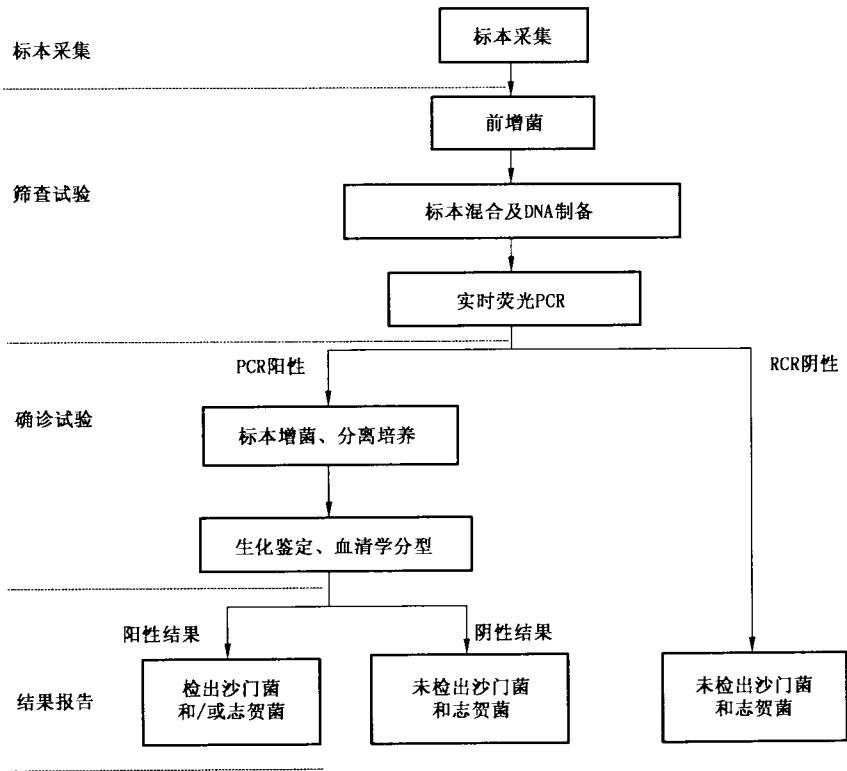 标本采集
标本采集
前增菌
筛查试验
标本混合及DNA制备
实时荧光PCR
PCR阳性
RCR阴性
确诊试验
标本增菌、分离培养
生化鉴定、血清学分型
阳性结果
阴性结果
结果报告
检出沙门菌
和/或志贺菌
未检出沙门菌
和志贺菌
未检出沙门菌
和志贺菌